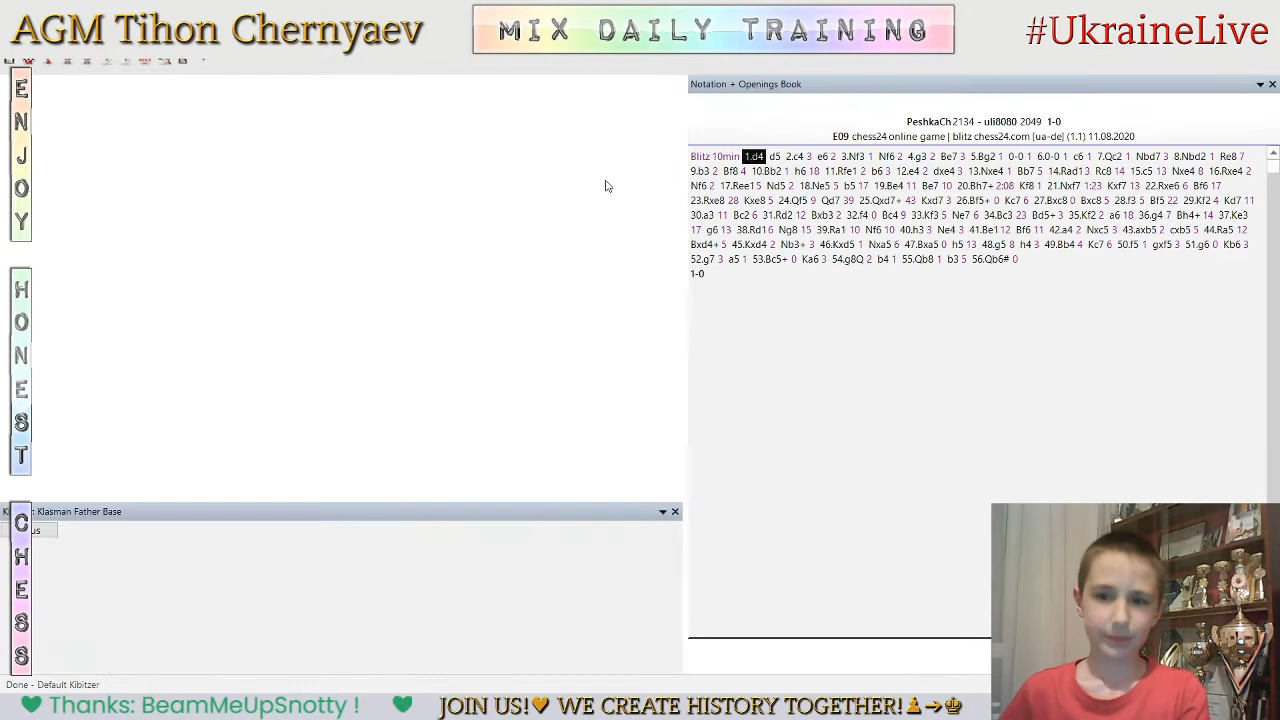 AGM Tihon Chernyaev
MIX DAILY TRAINING
#UkraineLive
ENJOY
HONEST
CHESS
Notation + Openings Book
PeshkaCh 2134 - uli8080 2049 1-0
E09 chess24 online game | blitz chess24.com [ua-de] (1.1) 11.08.2020
Blitz 10min 1.d4 d5 2.c4 3 e6 2 3.Nf3 1 Nf6 2 4.g3 2 Be7 3 5.Bg2 1 0-0 1 6.0-0 1 c6 1 7.Qc2 1 Nbd7 3 8.Nbd2 1 Re8 7
9.b3 2 Bf8 4 10.Bb2 1 h6 18 11.Rfe1 2 b6 3 12.e4 2 dxe4 3 13.Nxe4 1 Bb7 5 14.Rad1 3 Rc8 14 15.c5 13 Nxe4 8 16.Rxe4 2
Nf6 2 17.Ree1 5 Nd5 2 18.Ne5 5 b5 17 19.Be4 11 Be7 10 20.Bh7+ 2:08 Kf8 1 21.Nxf7 1:23 Kxf7 13 22.Rxe6 6 Bf6 17
23.Rxe8 28 Kxe8 5 24.Qf5 9 Qd7 39 25.Qxd7+ 43 Kxd7 3 26.Bf5+ 0 Kc7 6 27.Bxc8 0 Bxc8 5 28.f3 5 Bf5 22 29.Kf2 4 Kd7 11
30.a3 11 Bc2 6 31.Rd2 12 Bxb3 2 32.f4 0 Bc4 9 33.Kf3 5 Ne7 6 34.Bc3 23 Bd5+ 3 35.Kf2 2 a6 18 36.g4 7 Bh4+ 14 37.Ke3
17 g6 13 38.Rd1 6 Ng8 15 39.Ra1 10 Nf6 10 40.h3 3 Ne4 3 41.Be1 12 Bf6 11 42.a4 2 Nxc5 3 43.axb5 2 cxb5 5 44.Ra5 12
Bxd4+ 5 45.Kxd4 2 Nb3+ 3 46.Kxd5 1 Nxa5 6 47.Bxa5 0 h5 13 48.g5 8 h4 3 49.Bb4 4 Kc7 6 50.f5 1 gxf5 3 51.g6 0 Kb6 3
52.g7 3 a5 1 53.Bc5+ 0 Ka6 3 54.g8Q 2 b4 1 55.Qb8 1 b3 5 56.Qb6# 0
1-0
Klasman Father Base
us
Done - Default Kibitzer
Thanks: BeamMeUpSnotty !
JOIN US! WE CREATE HISTORY TOGETHER!